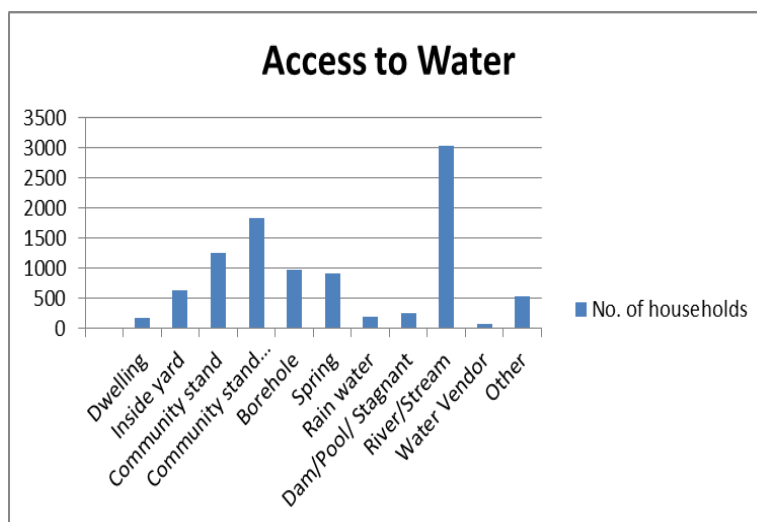 Access to Water
3500
3000
2500
2000
1500
1000
500
0
Dwelling
Inside yard
Community stand
Community stand...
Borehole
Spring
Rain water
Dam/Pool/ Stagnant
River/Stream
Water Vendor
Other
No. of households